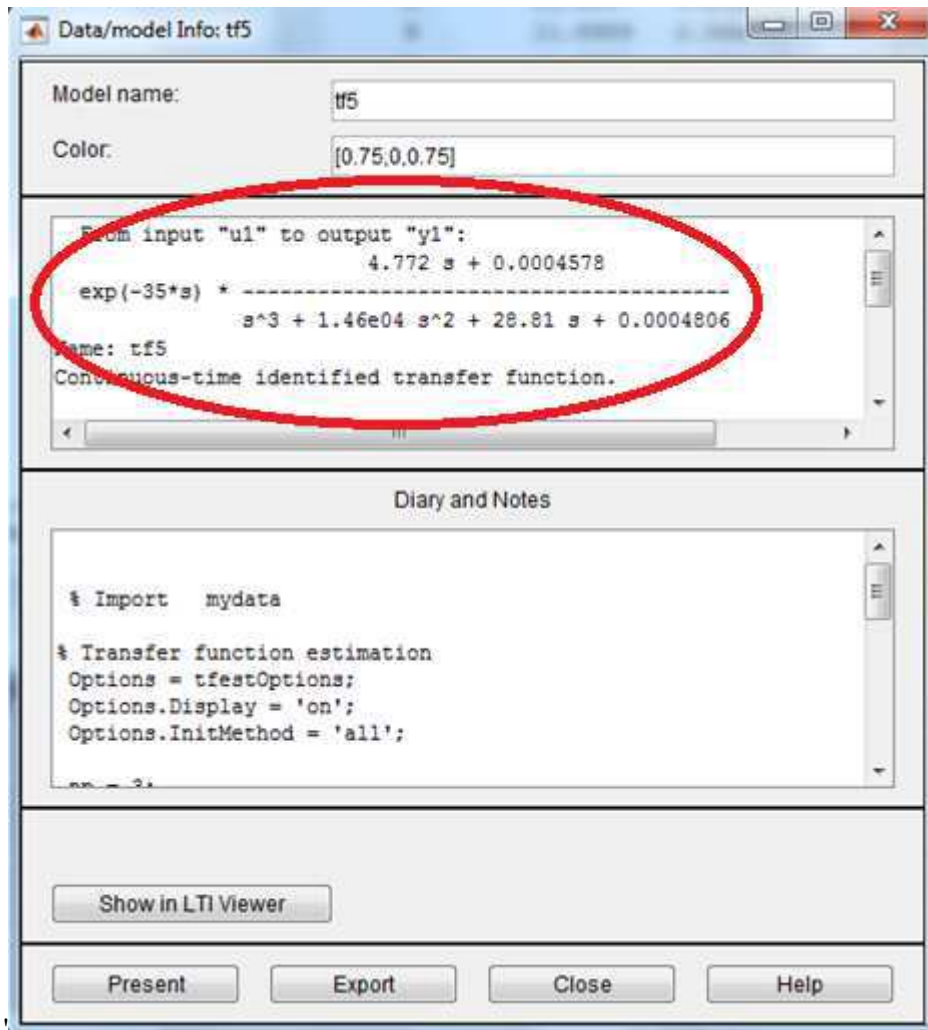 Data/model Info: tf5
Model name: tf5
Color: [0.75,0,0.75]
From input "u1" to output "y1":
4.772 s + 0.0004578
exp(-35*s) * ----------------------------------------
s^3 + 1.46e04 s^2 + 28.81 s + 0.0004806
Name: tf5
Continuous-time identified transfer function.
Diary and Notes
% Import mydata
% Transfer function estimation
Options = tfestOptions;
Options.Display = 'on';
Options.InitMethod = 'all';
np = 3;
Show in LTI Viewer
Present Export Close Help